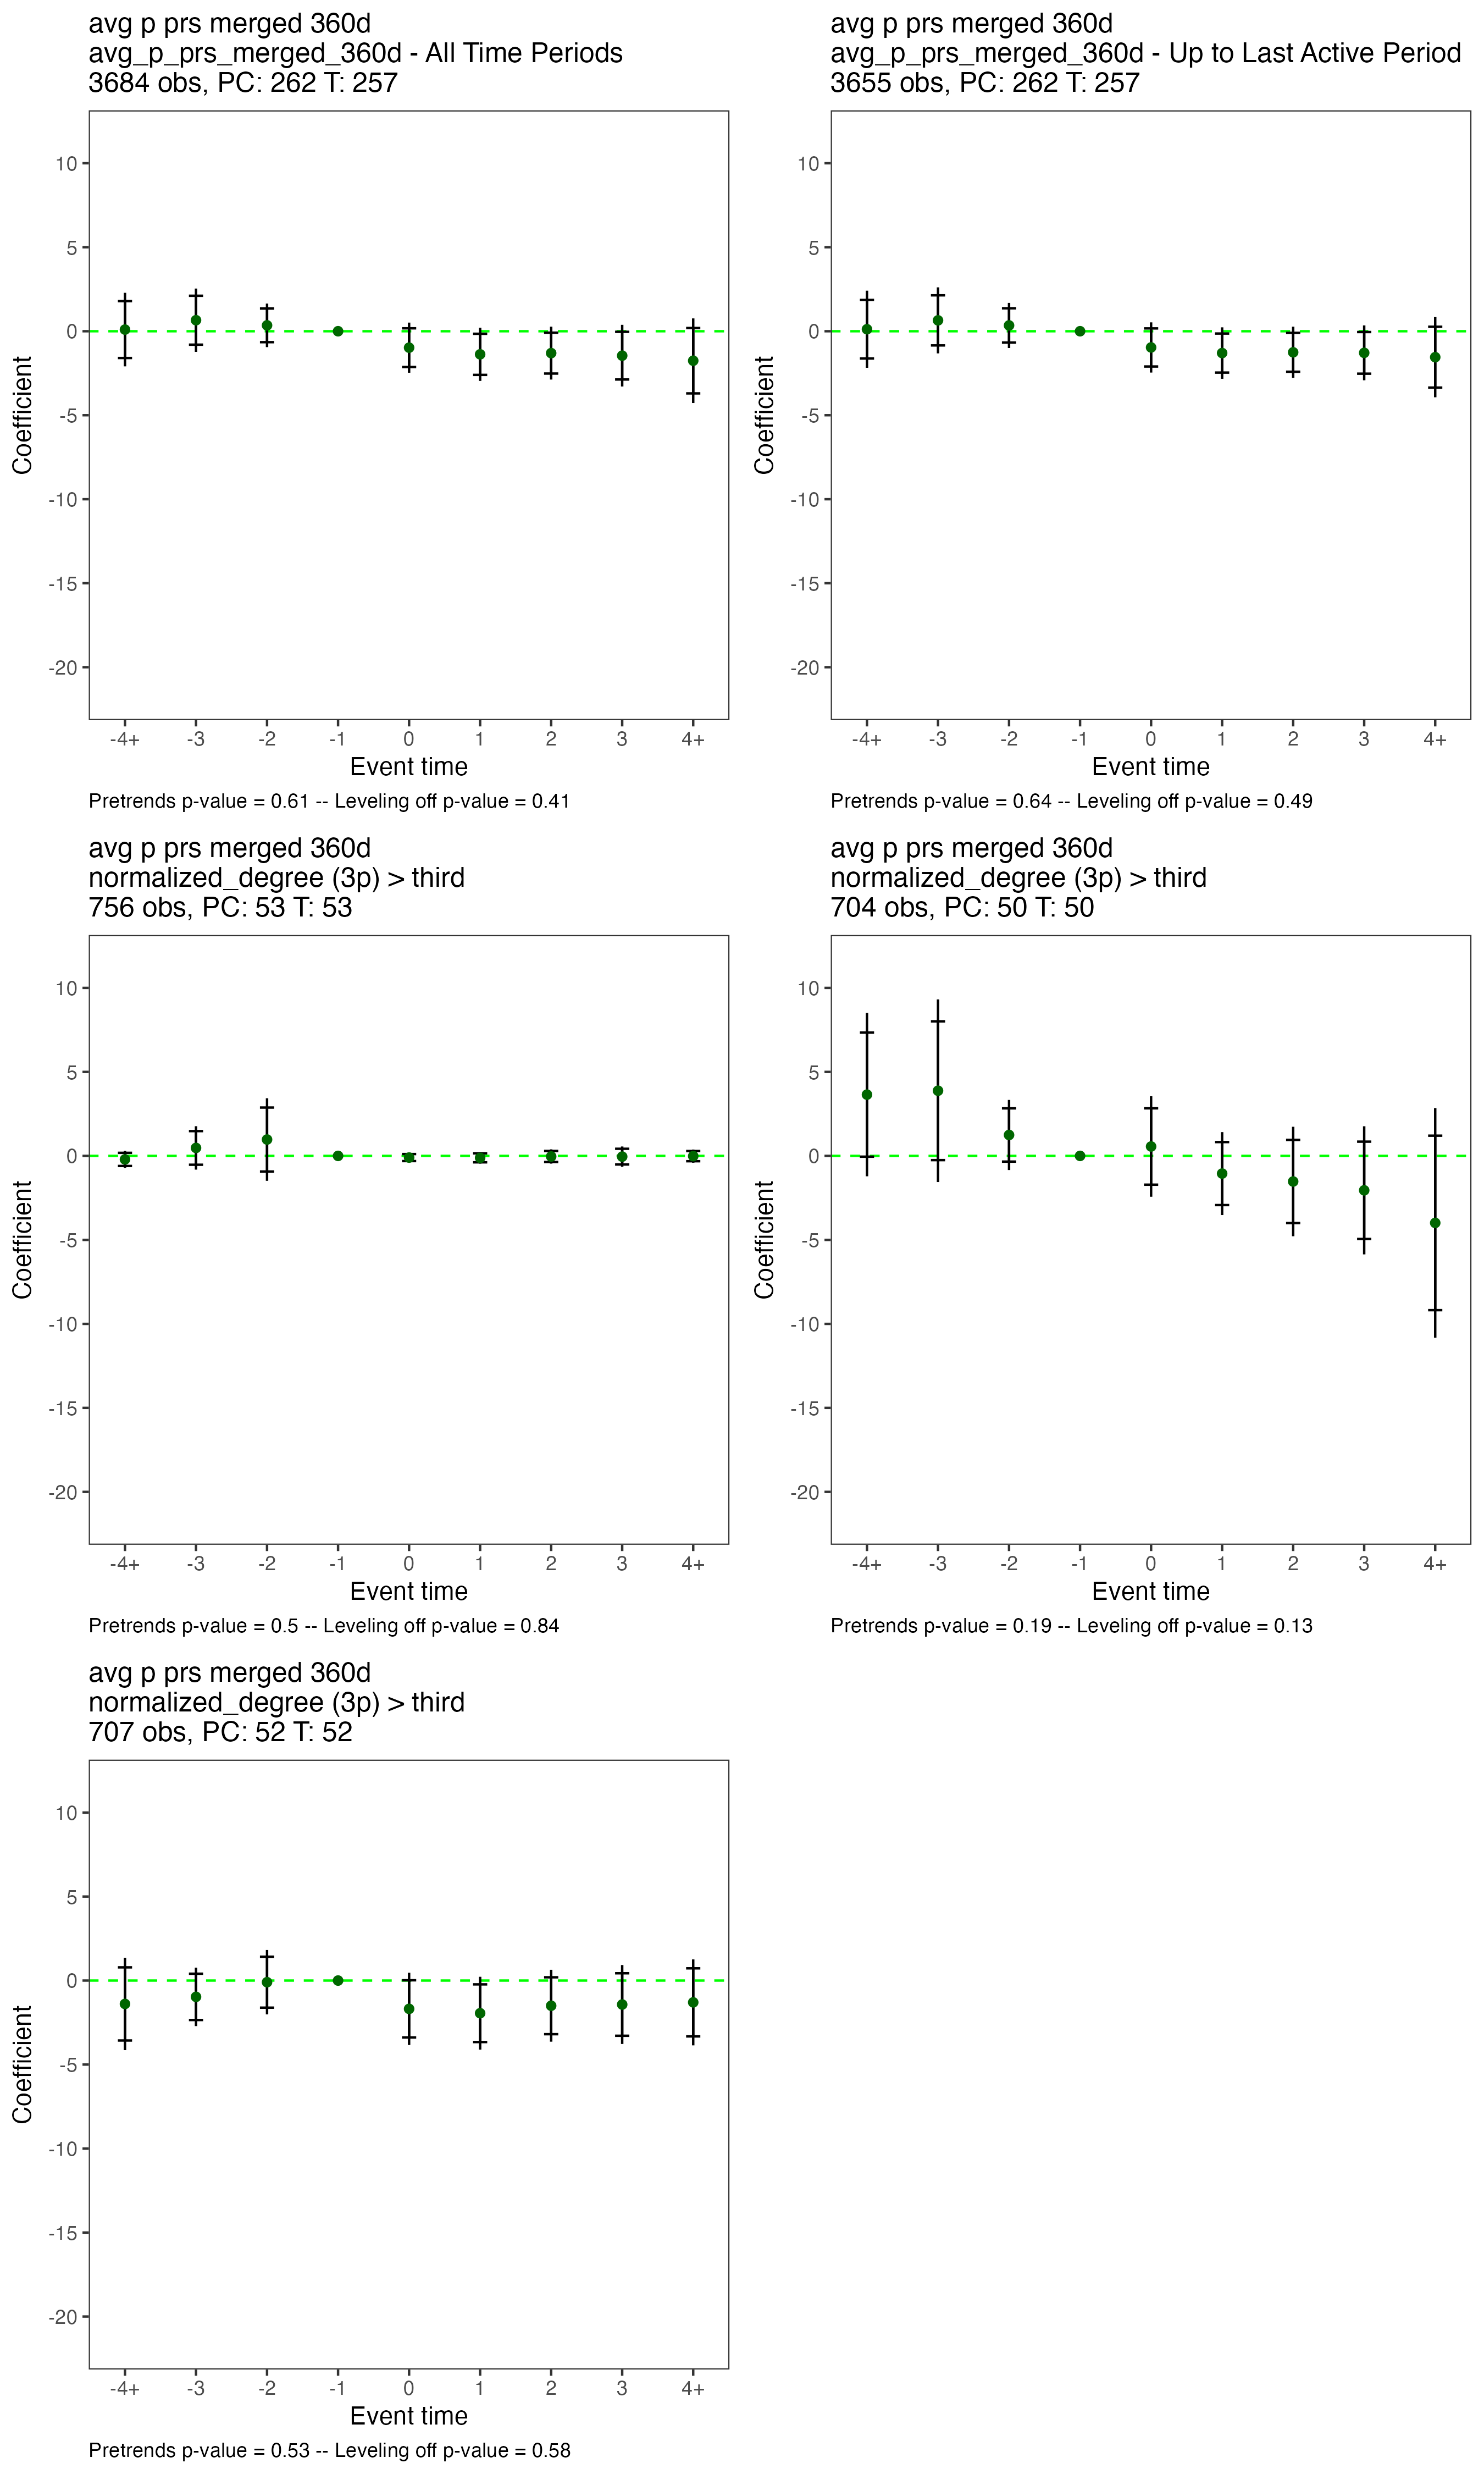 avg p prs merged 360d
avg_p_prs_merged_360d - All Time Periods
3684 obs, PC: 262 T: 257
Coefficient
10
5
0
-5
-10
-15
-20
-4+ -3 -2 -1 0 1 2 3 4+
Event time
Pretrends p-value = 0.61 -- Leveling off p-value = 0.41
avg p prs merged 360d
avg_p_prs_merged_360d - Up to Last Active Period
3655 obs, PC: 262 T: 257
Coefficient
10
5
0
-5
-10
-15
-20
-4+ -3 -2 -1 0 1 2 3 4+
Event time
Pretrends p-value = 0.64 -- Leveling off p-value = 0.49
avg p prs merged 360d
normalized_degree (3p) > third
756 obs, PC: 53 T: 53
Coefficient
10
5
0
-5
-10
-15
-20
-4+ -3 -2 -1 0 1 2 3 4+
Event time
Pretrends p-value = 0.5 -- Leveling off p-value = 0.84
avg p prs merged 360d
normalized_degree (3p) > third
704 obs, PC: 50 T: 50
Coefficient
10
5
0
-5
-10
-15
-20
-4+ -3 -2 -1 0 1 2 3 4+
Event time
Pretrends p-value = 0.19 -- Leveling off p-value = 0.13
avg p prs merged 360d
normalized_degree (3p) > third
707 obs, PC: 52 T: 52
Coefficient
10
5
0
-5
-10
-15
-20
-4+ -3 -2 -1 0 1 2 3 4+
Event time
Pretrends p-value = 0.53 -- Leveling off p-value = 0.58